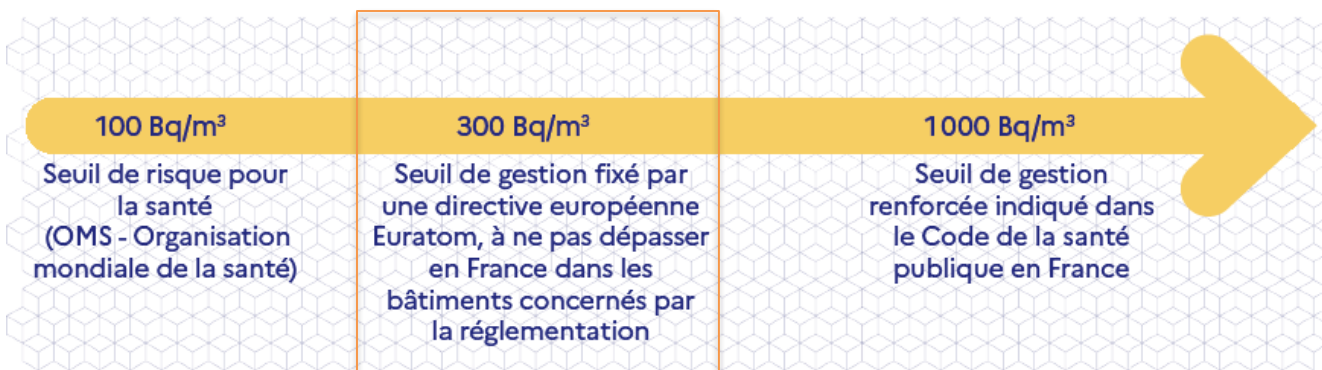 100 Bq/m³
Seuil de risque pour
la santé
(OMS - Organisation
mondiale de la santé)
300 Bq/m³
Seuil de gestion fixé par
une directive européenne
Euratom, à ne pas dépasser
en France dans les
bâtiments concernés par
la réglementation
1000 Bq/m³
Seuil de gestion
renforcée indiqué dans
le Code de la santé
publique en France